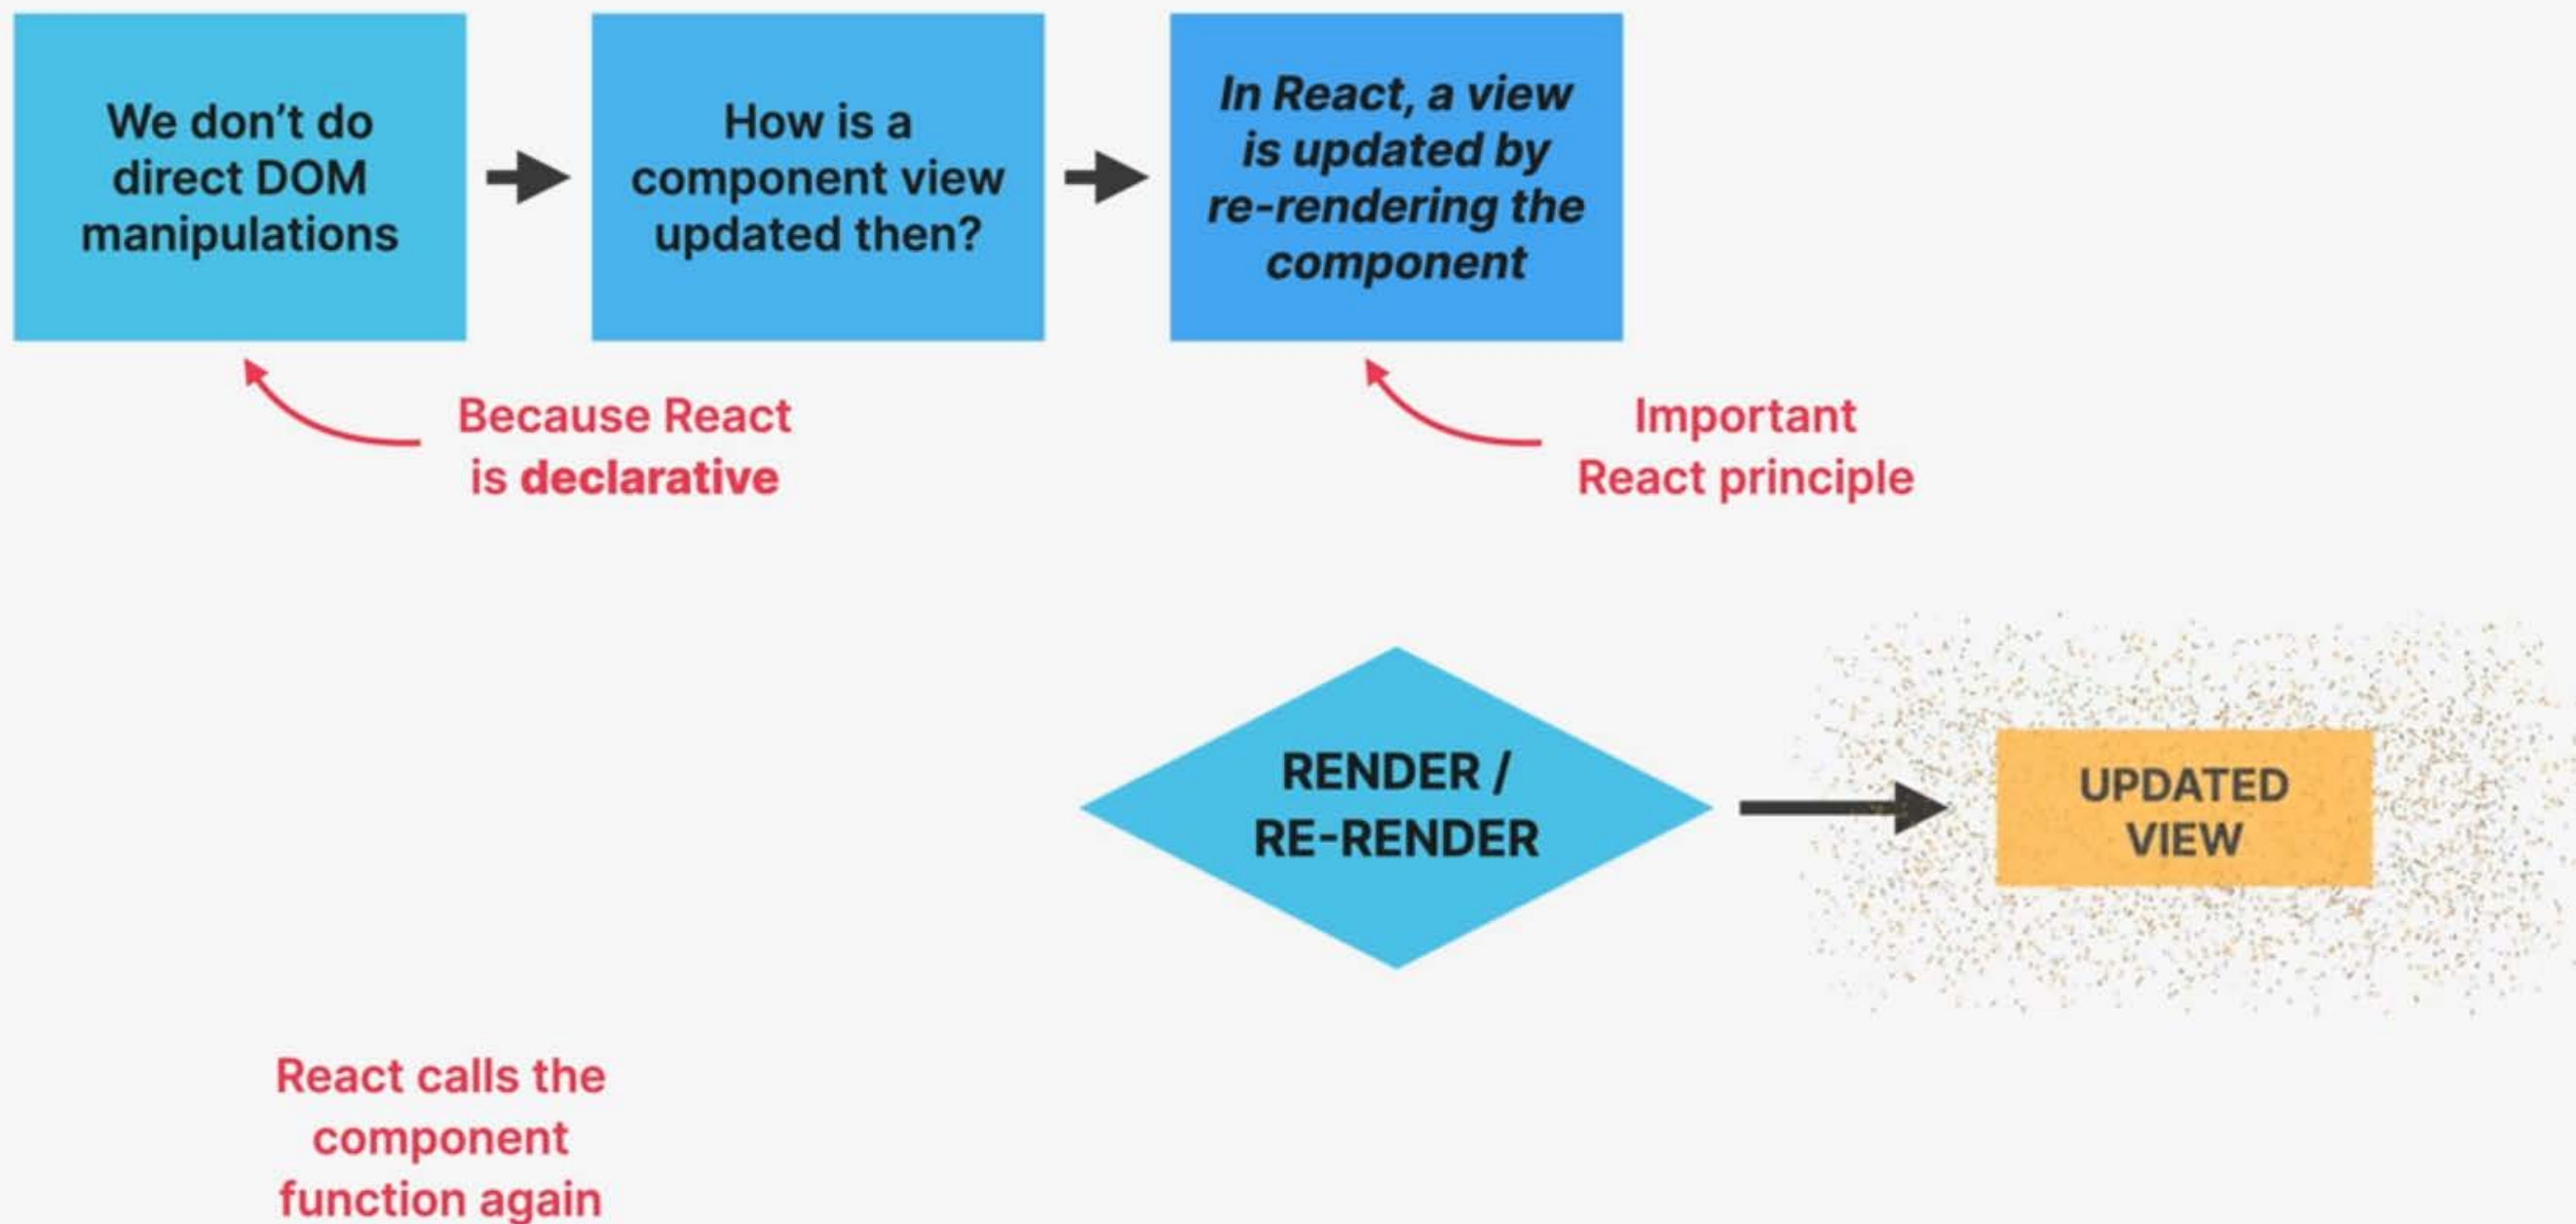 We don't do
direct DOM
manipulations
How is a
component view
updated then?
In React, a view
is updated by
re-rendering the
component
Because React
is declarative
Important
React principle
RENDER /
RE-RENDER
UPDATED
VIEW
React calls the
component
function again